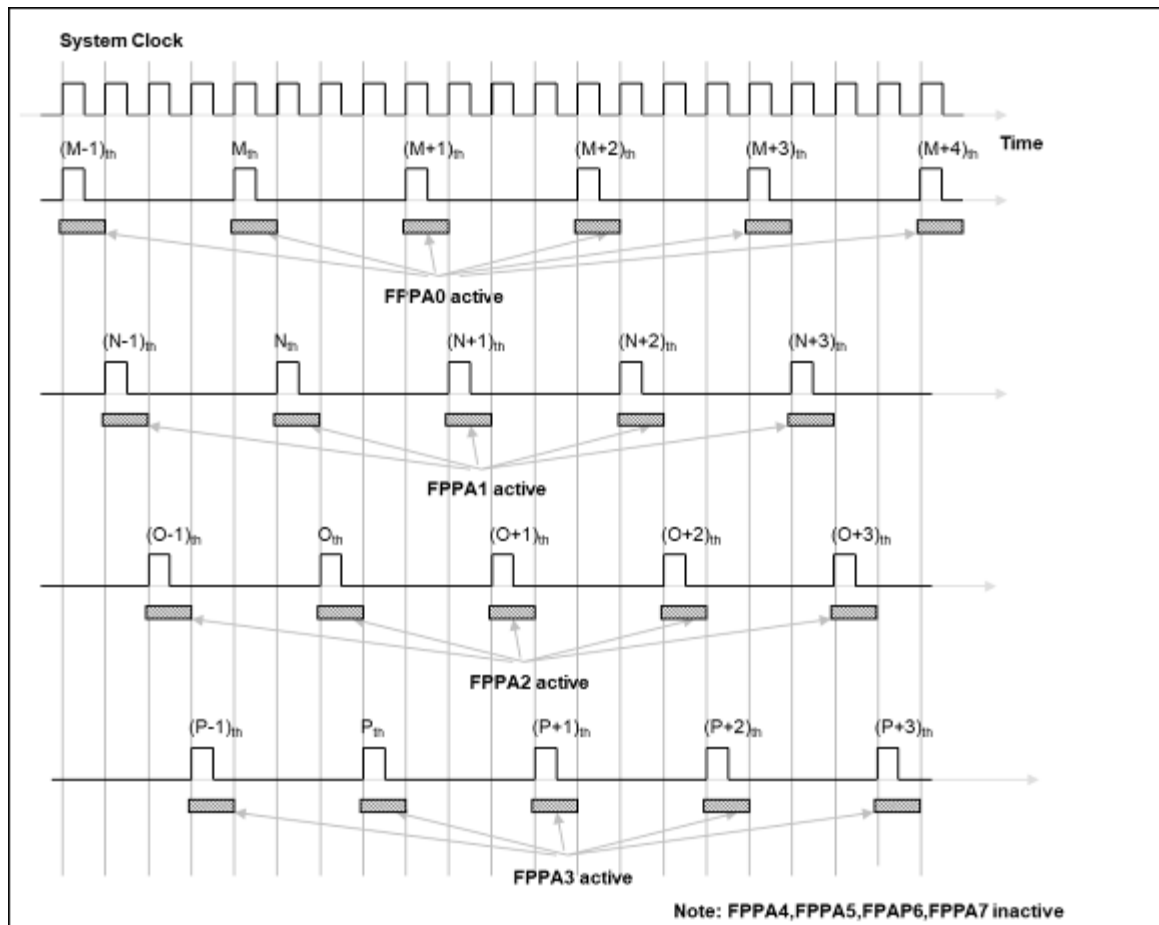 System Clock
Time
(M-1)th Mth (M+1)th (M+2)th (M+3)th (M+4)th
FPPA0 active
(N-1)th Nth (N+1)th (N+2)th (N+3)th
FPPA1 active
(O-1)th Oth (O+1)th (O+2)th (O+3)th
FPPA2 active
(P-1)th Pth (P+1)th (P+2)th (P+3)th
FPPA3 active
Note: FPPA4,FPPA5,FPAP6,FPPA7 inactive